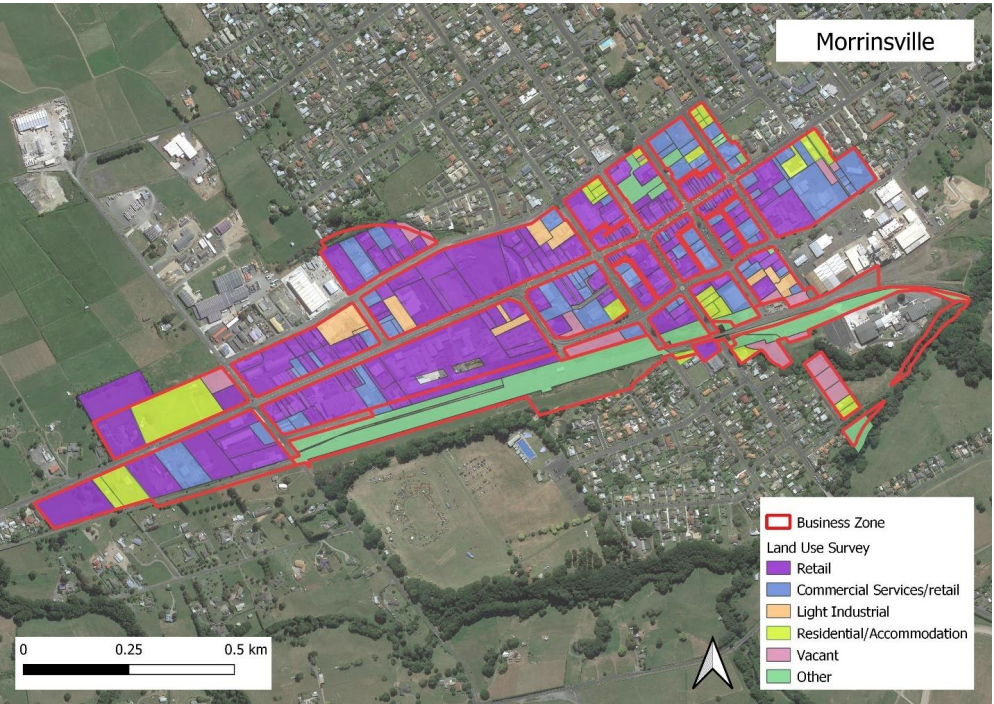 Morrinsville
Business Zone
Land Use Survey
Retail
Commercial Services/retail
Light Industrial
Residential/Accommodation
Vacant
Other
0 0.25 0.5 km